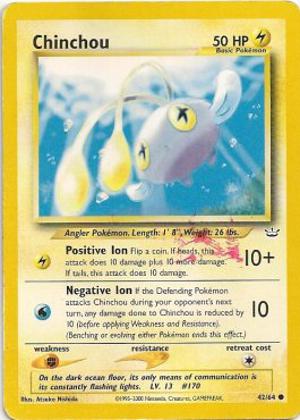 Chinchou 50 HP
Basic Pokémon
Angler Pokémon. Length: 1' 8", Weight: 26 lbs.
Positive Ion Flip a coin. If heads, this
attack does 10 damage plus 10 more damage.
If tails, this attack does 10 damage.
10+
Negative Ion If the Defending Pokémon
attacks Chinchou during your opponent's next
turn, any damage done to Chinchou is reduced by
10 (before applying Weakness and Resistance).
(Benching or evolving either Pokémon ends this effect.)
10
weakness resistance retreat cost
On the dark ocean floor, its only means of communication is
its constantly flashing lights. LV. 13 #170
Illus. Atsuko Nishida ©1995-2000 Nintendo, Creatures, GAMEFREAK. 42/64